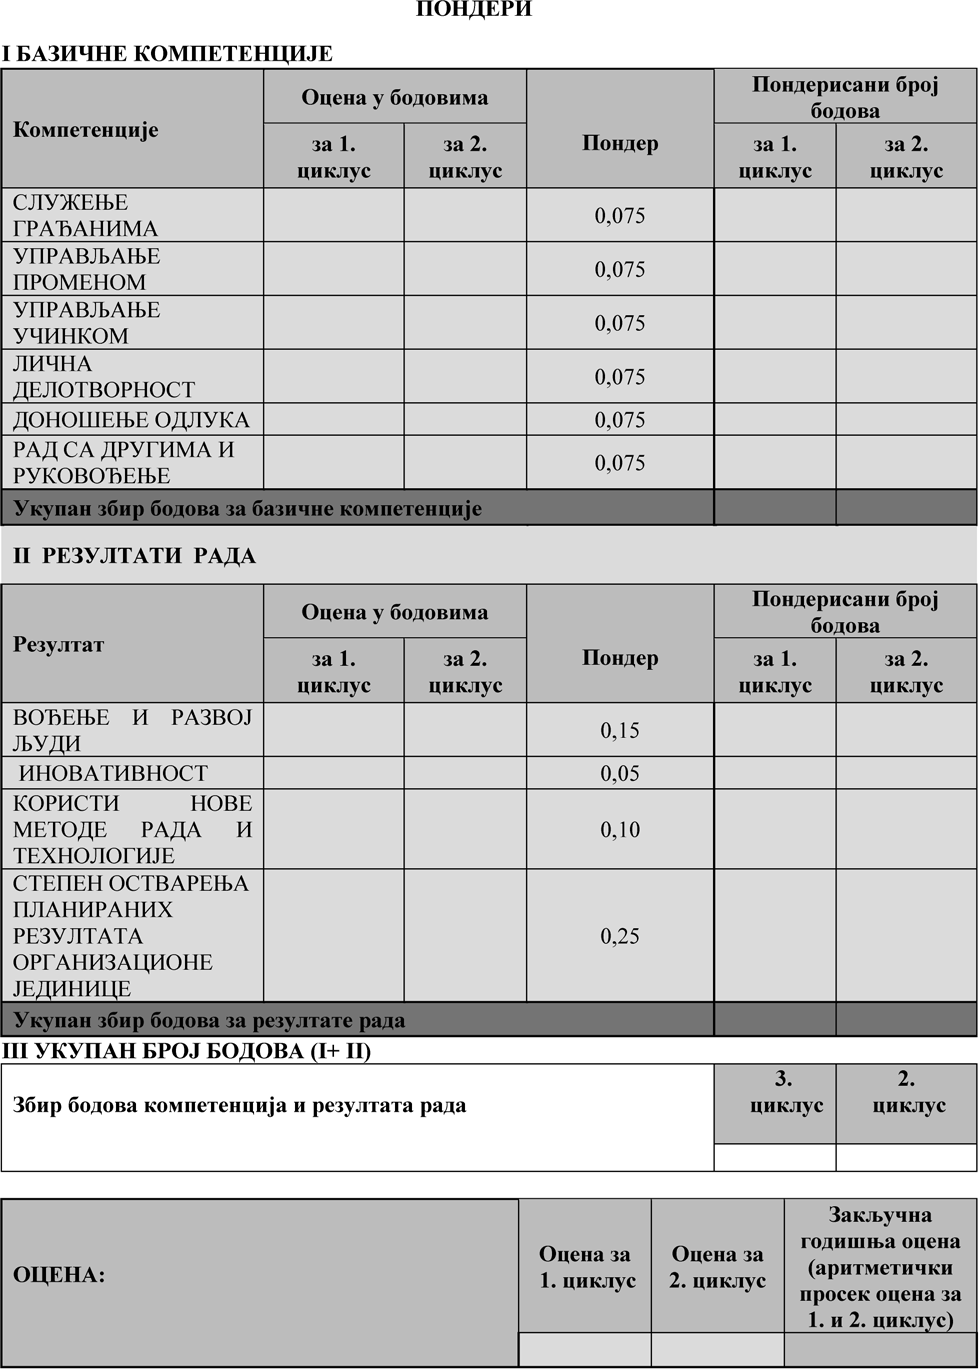 ПОНДЕРИ
I БАЗИЧНЕ КОМПЕТЕНЦИЈЕ
Компетенције
Оцена у бодовима
Пондер
Пондерисани број
бодова
за 1.
циклус
за 2.
циклус
за 1.
циклус
за 2.
циклус
СЛУЖЕЊЕ
ГРАЂАНИМА
0,075
УПРАВЉАЊЕ
ПРОМЕНОМ
0,075
УПРАВЉАЊЕ
УЧИНКОМ
0,075
ЛИЧНА
ДЕЛОТВОРНОСТ
0,075
ДОНОШЕЊЕ ОДЛУКА
0,075
РАД СА ДРУГИМА И
РУКОВОЂЕЊЕ
0,075
Укупан збир бодова за базичне компетенције
II РЕЗУЛТАТИ РАДА
Резултат
Оцена у бодовима
Пондер
Пондерисани број
бодова
за 1.
циклус
за 2.
циклус
за 1.
циклус
за 2.
циклус
ВОЂЕЊЕ И РАЗВОЈ
ЉУДИ
0,15
ИНОВАТИВНОСТ
0,05
КОРИСТИ НОВЕ
МЕТОДЕ РАДА И
ТЕХНОЛОГИЈЕ
0,10
СТЕПЕН ОСТВАРЕЊА
ПЛАНИРАНИХ
РЕЗУЛТАТА
ОРГАНИЗАЦИОНЕ
ЈЕДИНИЦЕ
0,25
Укупан збир бодова за резултате рада
III УКУПАН БРОЈ БОДОВА (I+ II)
Збир бодова компетенција и резултата рада
3.
циклус
2.
циклус
ОЦЕНА:
Оцена за
1. циклус
Оцена за
2. циклус
Закључна
годишња оцена
(аритметички
просек оцена за
1. и 2. циклус)